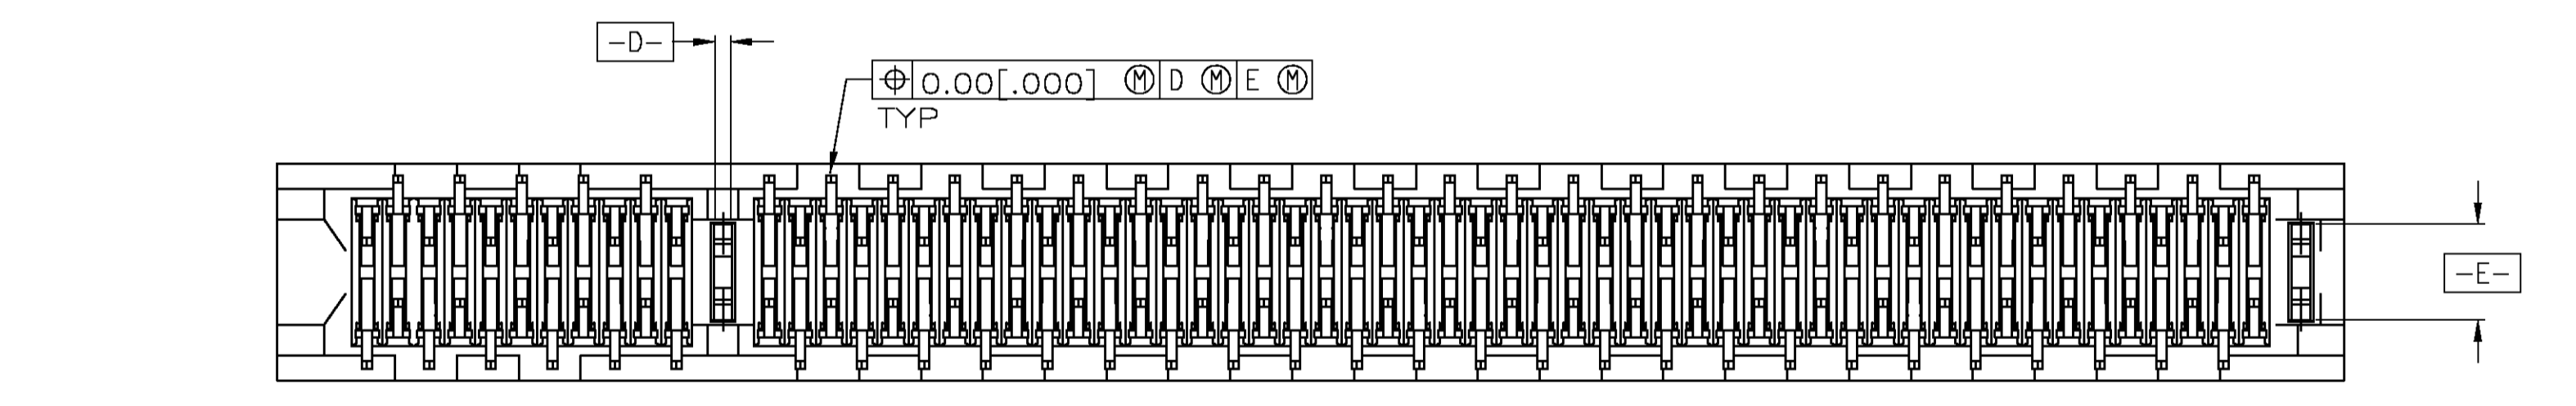 -D-
⌖ 0.00[.000] Ⓜ D Ⓜ E Ⓜ
TYP
-E-